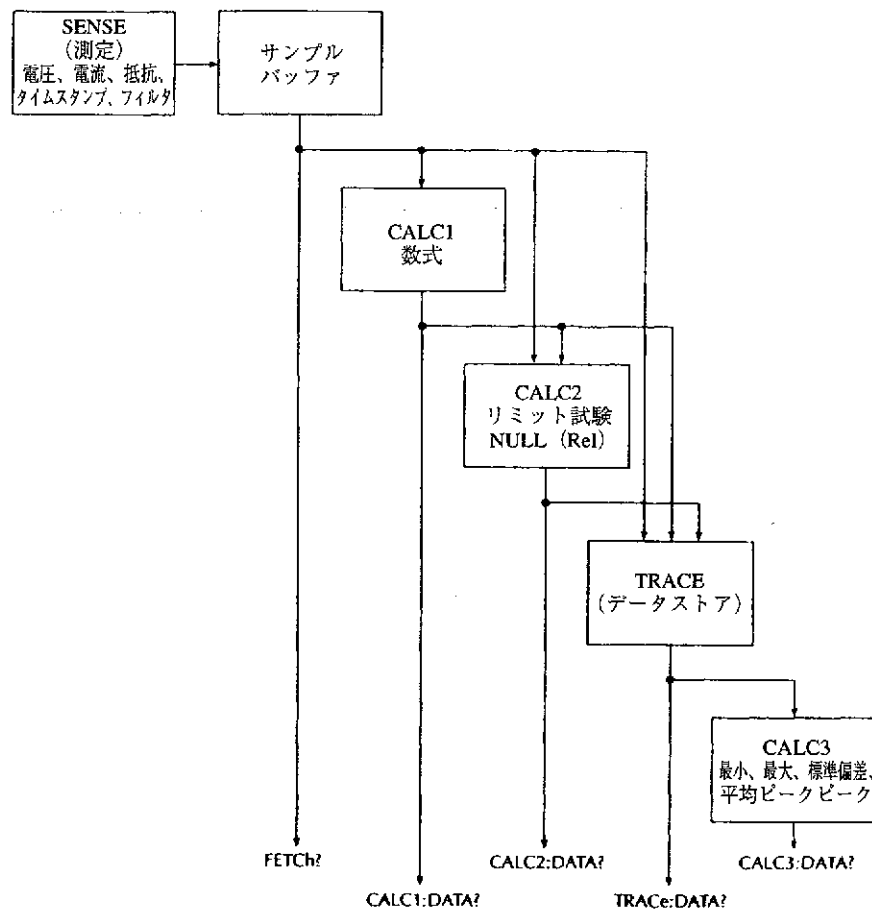 SENSE
(測定)
電圧、電流、抵抗、
タイムスタンプ、フィルタ
サンプル
バッファ
CALC1
数式
CALC2
リミット試験
NULL（Rel）
TRACE
(データストア)
CALC3
最小、最大、標準偏差、
平均ピークピーク
FETCh?
CALC1:DATA?
CALC2:DATA?
TRACe:DATA?
CALC3:DATA?